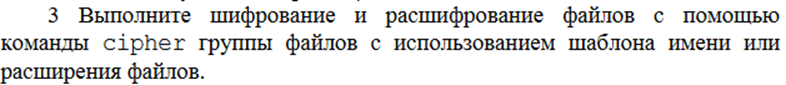 3 Выполните шифрование и расшифрование файлов с помощью
команды cipher группы файлов с использованием шаблона имени или
расширения файлов.